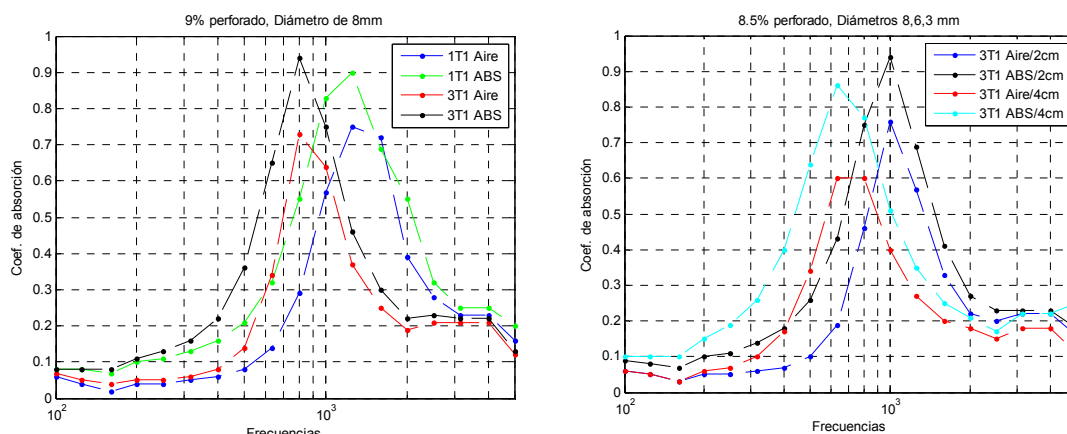 9% perforado, Diámetro de 8mm
Coef. de absorción
1
0.9
0.8
0.7
0.6
0.5
0.4
0.3
0.2
0.1
0
1T1 Aire
1T1 ABS
3T1 Aire
3T1 ABS
10^2
10^3
Frecuencias
8.5% perforado, Diámetros 8,6,3 mm
Coef. de absorción
1
0.9
0.8
0.7
0.6
0.5
0.4
0.3
0.2
0.1
0
3T1 Aire/2cm
3T1 ABS/2cm
3T1 Aire/4cm
3T1 ABS/4cm
10^2
10^3
Frecuencias